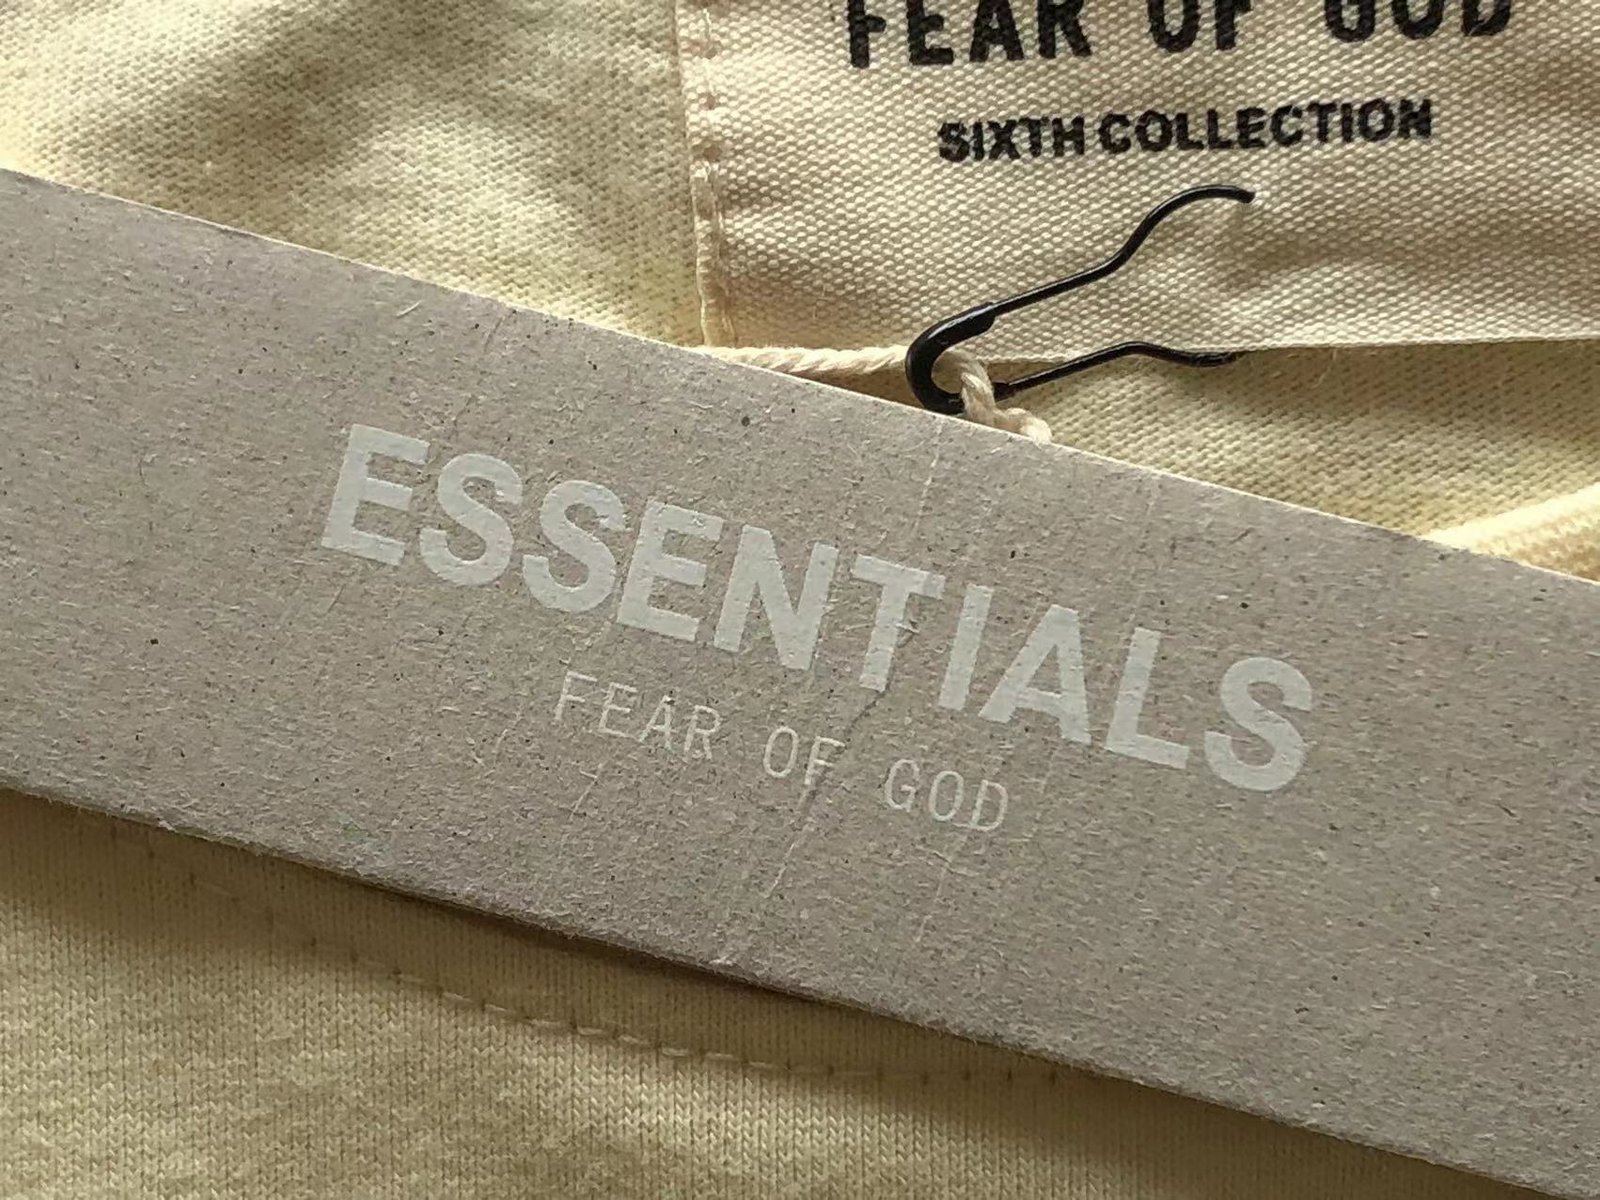 FEAR OF GOD
SIXTH COLLECTION
ESSENTIALS
FEAR OF GOD